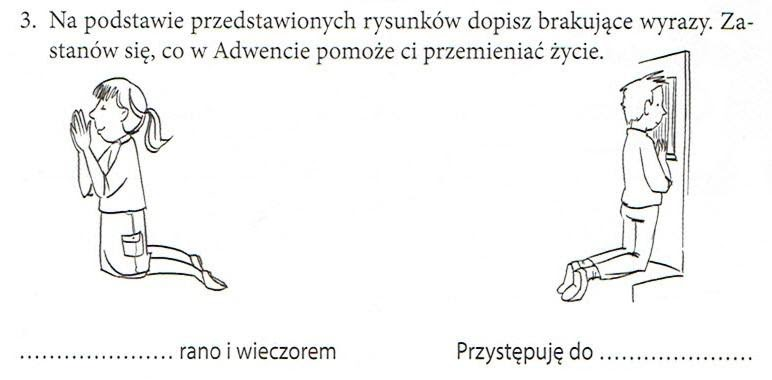 3. Na podstawie przedstawionych rysunków dopisz brakujące wyrazy. Za-
stanów się, co w Adwencie pomoże ci przemieniać życie.
..................... rano i wieczorem
Przystępuję do .....................